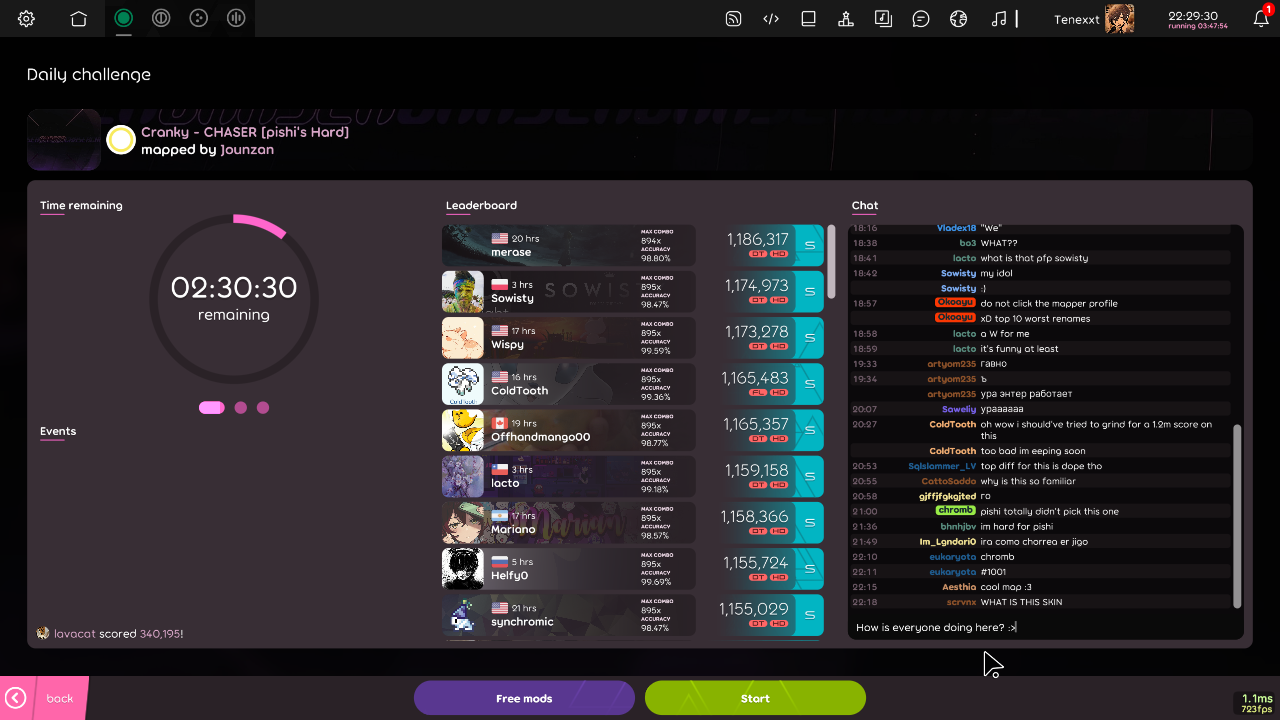 Tenexxt
22:29:30
running 03:47:54
1
Daily challenge
Cranky - CHASER [pishi's Hard]
mapped by Jounzan
Time remaining
02:30:30
remaining
Events
lavacat scored 340,195!
Leaderboard
20 hrs
merase
MAX COMBO
894x
ACCURACY
98.80%
1,186,317
DT HD
S
3 hrs
Sowisty
MAX COMBO
895x
ACCURACY
98.47%
1,174,973
DT HD
S
17 hrs
Wispy
MAX COMBO
895x
ACCURACY
99.59%
1,173,278
DT HD
S
16 hrs
ColdTooth
MAX COMBO
895x
ACCURACY
99.36%
1,165,483
FL HD
S
19 hrs
Offhandmango00
MAX COMBO
895x
ACCURACY
98.77%
1,165,357
DT HD
S
3 hrs
lacto
MAX COMBO
895x
ACCURACY
99.18%
1,159,158
DT HD
S
17 hrs
Mariano
MAX COMBO
895x
ACCURACY
98.57%
1,158,366
DT HD
S
5 hrs
Helfy0
MAX COMBO
895x
ACCURACY
99.69%
1,155,724
DT HD
S
21 hrs
synchromic
MAX COMBO
895x
ACCURACY
98.47%
1,155,029
DT HD
S
Chat
18:16 Vladex18 "We"
18:38 bo3 WHAT??
18:41 lacto what is that pfp sowisty
18:42 Sowisty my idol
Sowisty :)
18:57 Okoayu do not click the mapper profile
Okoayu xD top 10 worst renames
18:58 lacto a W for me
18:59 lacto it's funny at least
19:33 artyom235 гавно
19:34 artyom235 ъ
artyom235 ура энтер работает
20:07 Soweliy ураааааа
20:27 ColdTooth oh wow i should've tried to grind for a 1.2m score on
this
ColdTooth too bad im eeping soon
20:53 Sqlslammer_LV top diff for this is dope tho
20:55 CattoSaddo why is this so familiar
20:58 gjffjfgkgjted го
21:00 chromb pishi totally didn't pick this one
21:36 bhnhjbv im hard for pishi
21:49 Im_Lgndari0 ira como chorrea er jigo
22:10 eukaryota chromb
22:11 eukaryota #1001
22:15 Aesthia cool map :3
22:18 scrvnx WHAT IS THIS SKIN
How is everyone doing here? :>
back
Free mods
Start
1.1ms
723fps